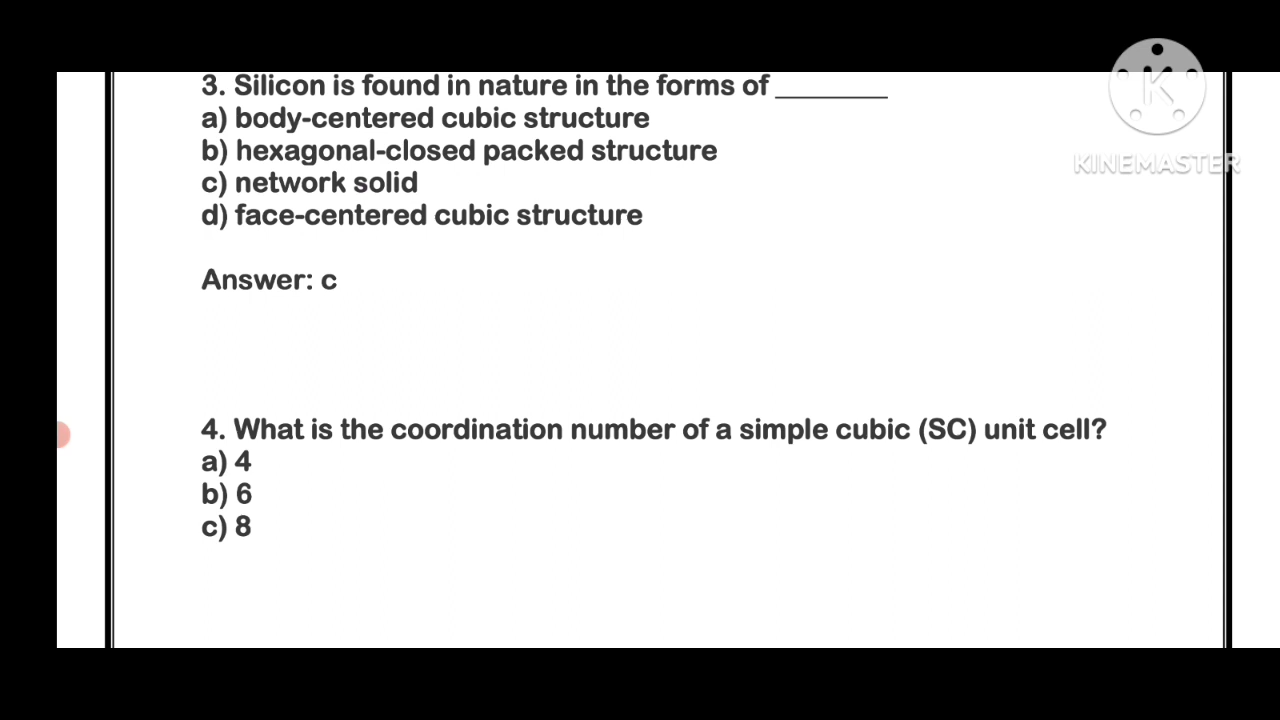 3. Silicon is found in nature in the forms of ________
a) body-centered cubic structure
b) hexagonal-closed packed structure
c) network solid
d) face-centered cubic structure
Answer: c
4. What is the coordination number of a simple cubic (SC) unit cell?
a) 4
b) 6
c) 8
K
KINEMASTER